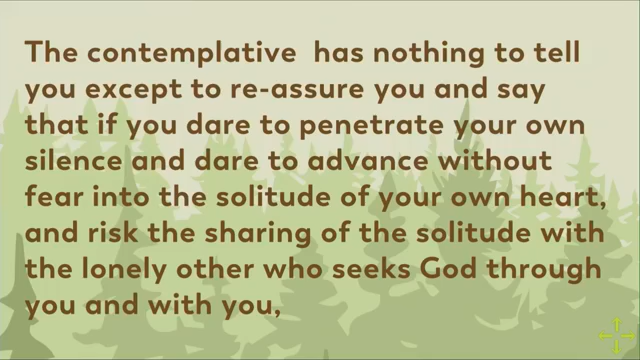 The contemplative  has nothing to tell
you except to re-assure you and say
that if you dare to penetrate your own
silence and dare to advance without
fear into the solitude of your own heart,
and risk the sharing of the solitude with
the lonely other who seeks God through
you and with you,